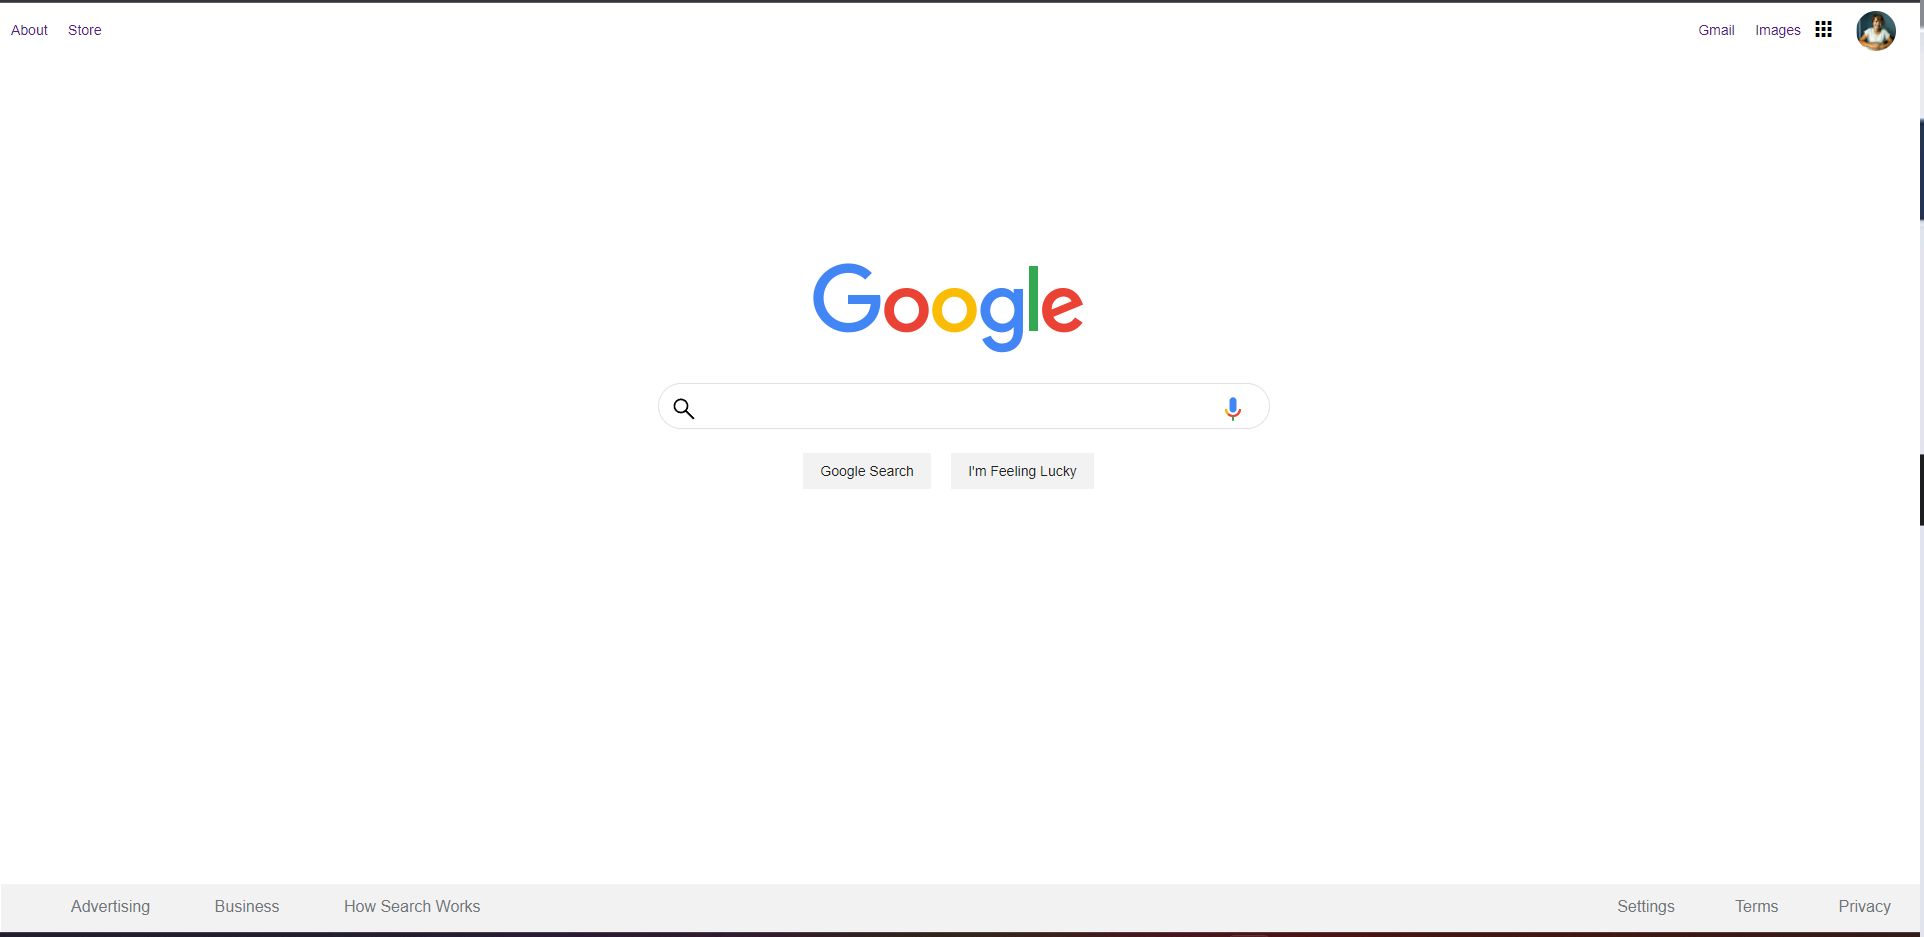 About Store Gmail Images
Google
Google Search I'm Feeling Lucky
Advertising Business How Search Works Settings Terms Privacy